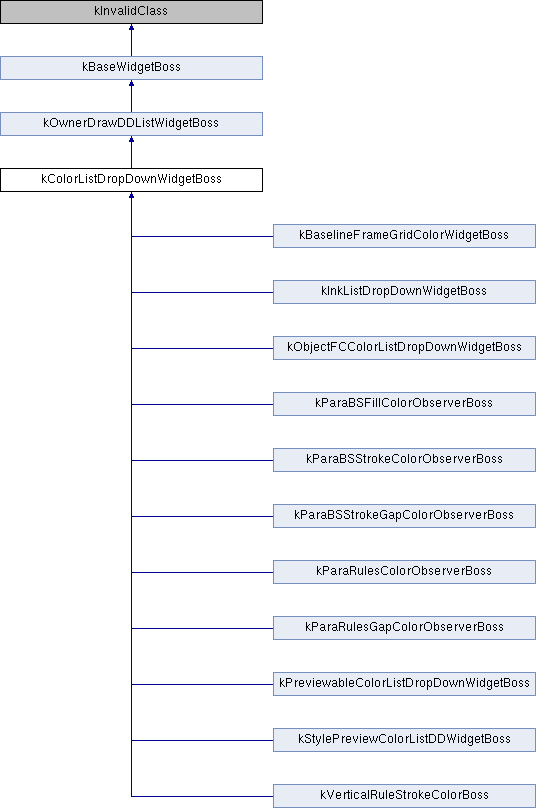 kInvalidClass
kBaseWidgetBoss
kOwnerDrawDDListWidgetBoss
kColorListDropDownWidgetBoss
kBaselineFrameGridColorWidgetBoss
kInkListDropDownWidgetBoss
kObjectFCColorListDropDownWidgetBoss
kParaBSFillColorObserverBoss
kParaBSStrokeColorObserverBoss
kParaBSStrokeGapColorObserverBoss
kParaRulesColorObserverBoss
kParaRulesGapColorObserverBoss
kPreviewableColorListDropDownWidgetBoss
kStylePreviewColorListDDWidgetBoss
kVerticalRuleStrokeColorBoss